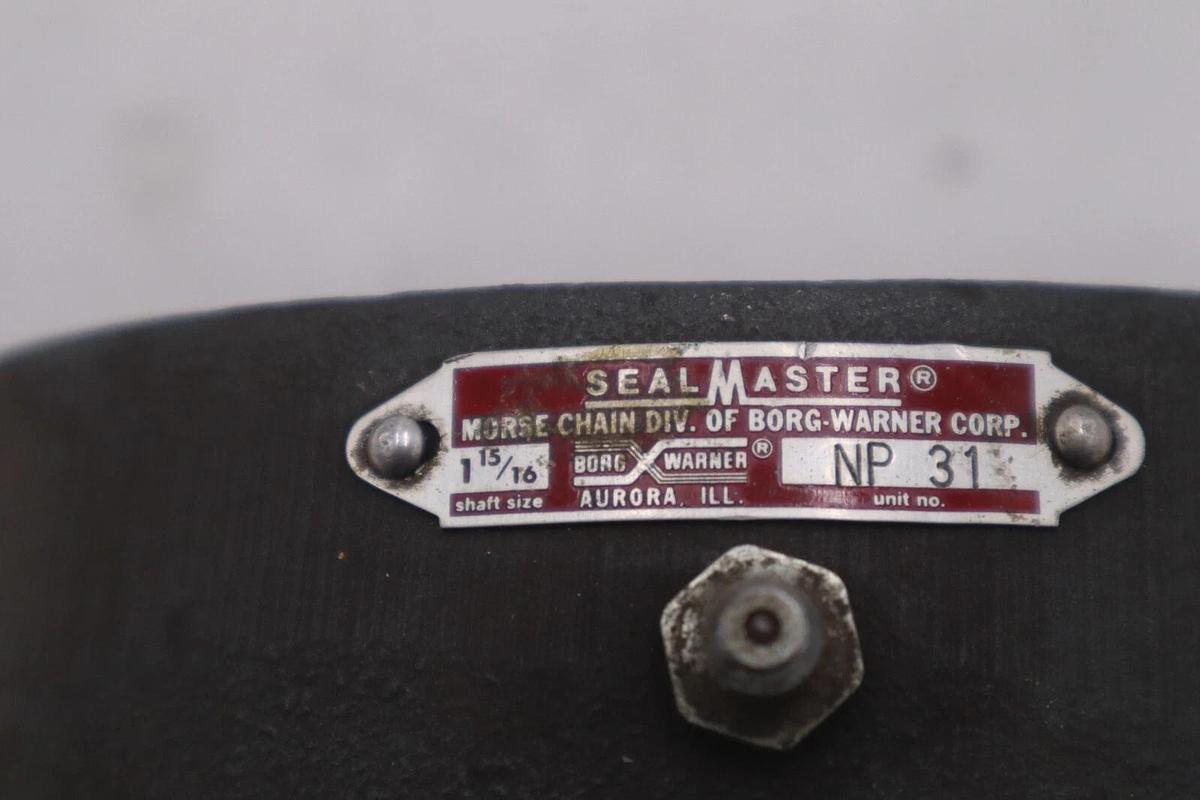 SEALMASTER®
MORSE CHAIN DIV. OF BORG-WARNER CORP.
1 15/16 BORG WARNER® NP 31
shaft size AURORA, ILL. unit no.